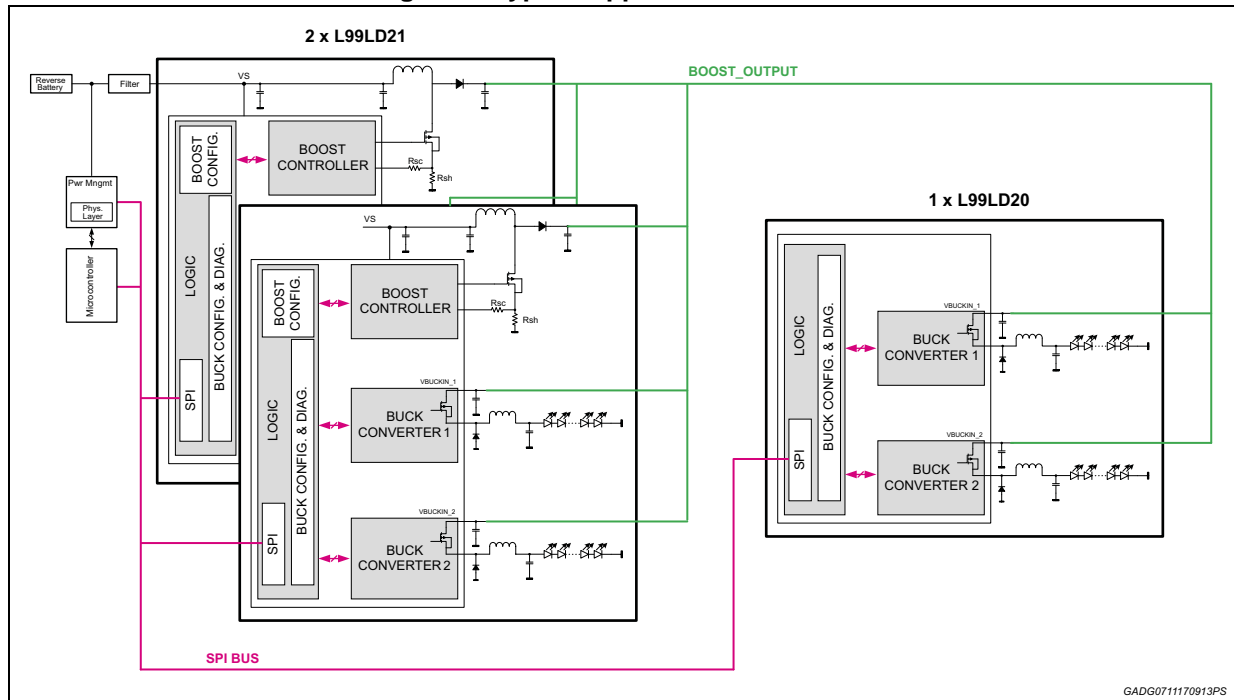 2 x L99LD21
Reverse
Battery
Filter
VS
BOOST_OUTPUT
BOOST
CONFIG.
BOOST
CONTROLLER
Rsc
Rsh
LOGIC
BUCK CONFIG. & DIAG.
SPI
Pwr Mngmt
Phys.
Layer
Microcontroller
VS
LOGIC
BOOST
CONFIG.
BOOST
CONTROLLER
Rsc
Rsh
BUCK CONFIG. & DIAG.
SPI
VBUCKIN_1
BUCK
CONVERTER 1
VBUCKIN_2
BUCK
CONVERTER 2
1 x L99LD20
LOGIC
BUCK CONFIG. & DIAG.
SPI
VBUCKIN_1
BUCK
CONVERTER 1
VBUCKIN_2
BUCK
CONVERTER 2
SPI BUS
GADG0711170913PS